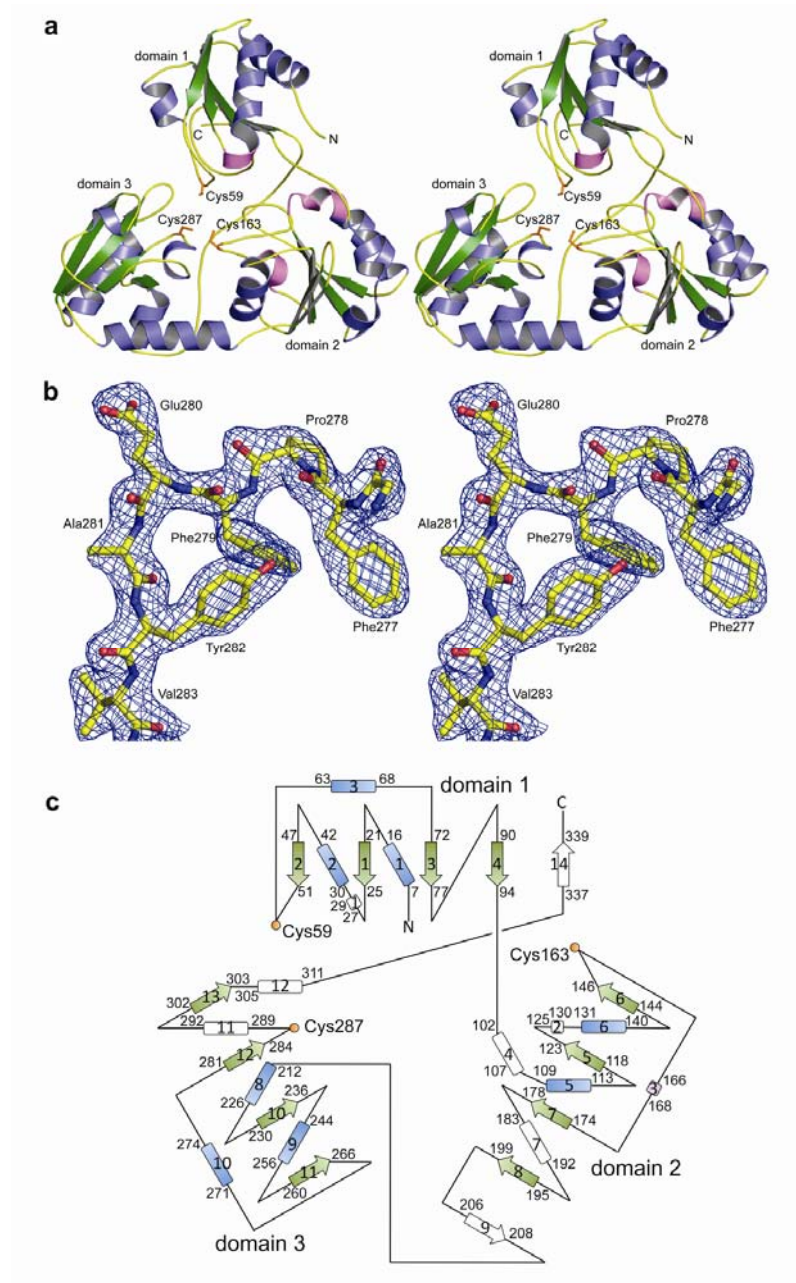 a
domain 1
domain 1
C
N
C
N
domain 3
Cys59
domain 3
Cys59
Cys287
Cys163
Cys287
Cys163
domain 2
domain 2
b
Glu280
Pro278
Glu280
Pro278
Ala281
Phe279
Ala281
Phe279
Phe277
Phe277
Tyr282
Tyr282
Val283
Val283
c
63 3 68
domain 1
C
47 42 21 16 72 90 339
2 2 1 1 3 4 14
51 30 25 7 77 94 337
29 1
27
N
Cys59
Cys163
303 12 311
13 305
302
146 6 144
292 11 289
Cys287
125 2 130 131 6 140
102
12 284
281
123 5 118
4
212
8
107 109 5 113
3 166
168
236
226 10
178 7 174
230 244
183
274 9
10 256 266
271 11
260
7
199 192
8
195
domain 2
206
9 208
domain 3